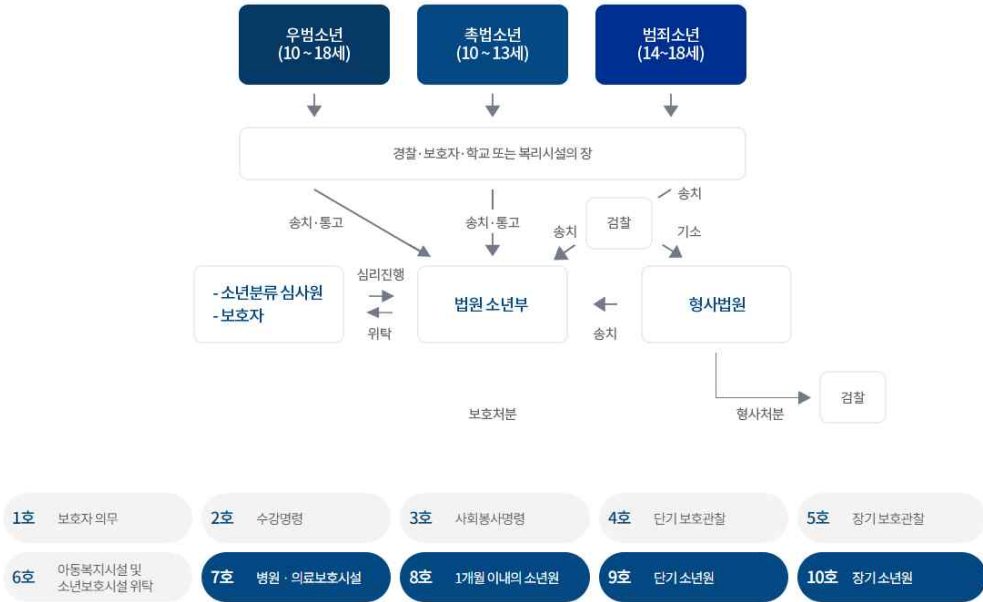 우범소년
(10 ~ 18세)
촉법소년
(10 ~ 13세)
범죄소년
(14~18세)
경찰·보호자·학교 또는 복리시설의 장
송치·통고
송치·통고
송치
검찰
송치
기소
- 소년분류 심사원
- 보호자
심리진행
위탁
법원 소년부
송치
형사법원
보호처분
형사처분
검찰
1호 보호자 의무
2호 수강명령
3호 사회봉사명령
4호 단기 보호관찰
5호 장기 보호관찰
6호 아동복지시설 및
소년보호시설 위탁
7호 병원 · 의료보호시설
8호 1개월 이내의 소년원
9호 단기 소년원
10호 장기 소년원